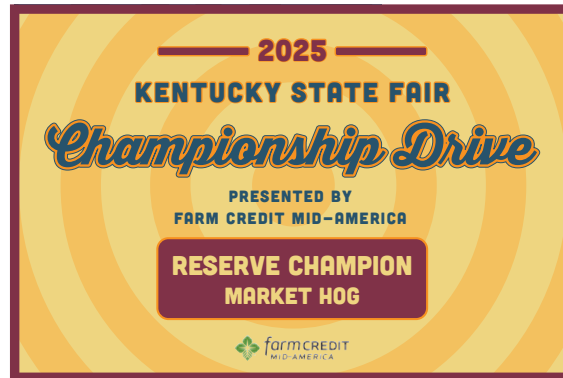 2025
KENTUCKY STATE FAIR
Championship Drive
PRESENTED BY
FARM CREDIT MID-AMERICA
RESERVE CHAMPION
MARKET HOG
farm CREDIT
MID-AMERICA